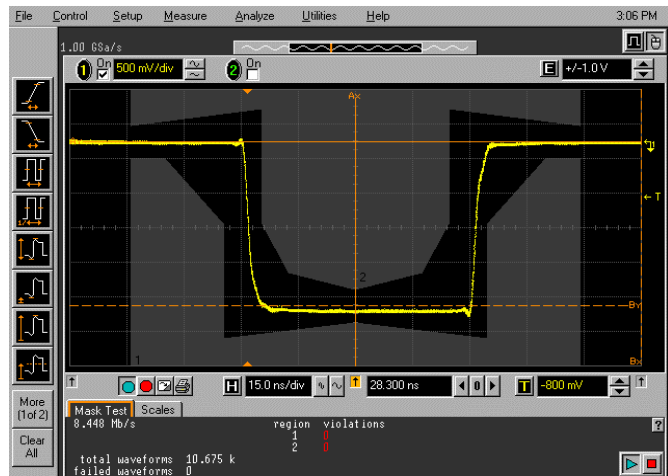 File Control Setup Measure Analyze Utilities Help 3:06 PM
1.00 GSa/s
1 On 500 mV/div 2 On E +/-1.0 V
Ax
T
2
By
1
Bx
H 15.0 ns/div 28.300 ns 0 T -800 mV
More
(1of 2)
Clear
All
Mask Test Scales
8.448 Mb/s region violations ?
1 0
2 0
total waveforms 10.675 k
failed waveforms 0